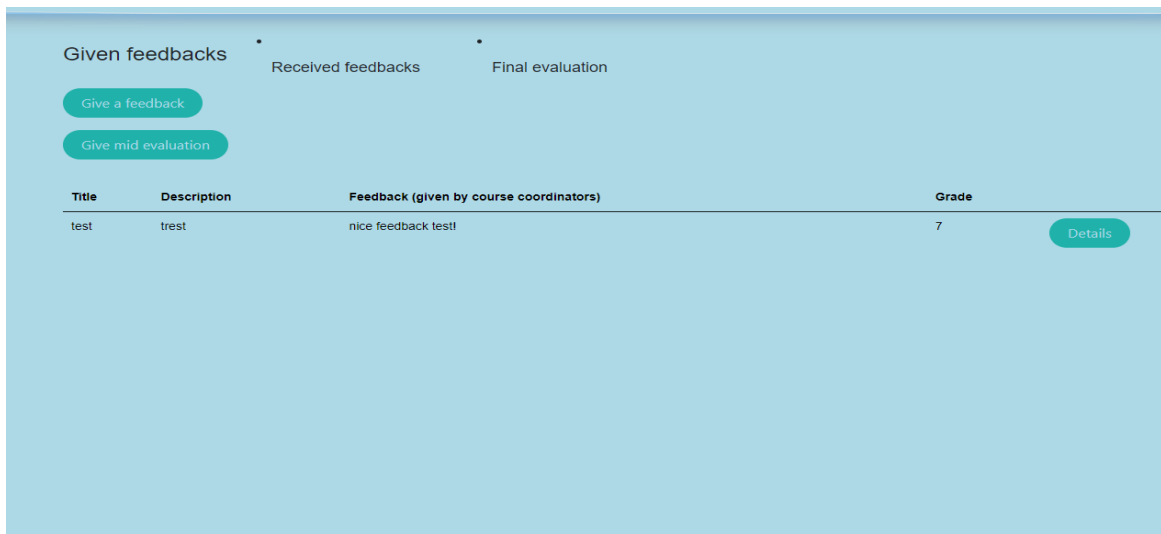 Given feedbacks
Received feedbacks
Final evaluation
Give a feedback
Give mid evaluation
Title Description Feedback (given by course coordinators) Grade
test trest nice feedback test! 7 Details